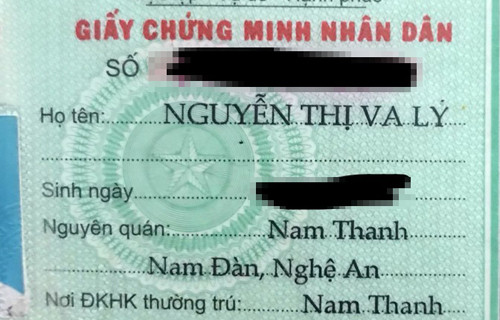 GIẤY CHỨNG MINH NHÂN DÂN
SỐ
Họ tên: NGUYỄN THỊ VA LÝ
Sinh ngày
Nguyên quán: Nam Thanh
Nam Đàn, Nghệ An
Nơi ĐKHK thường trú: Nam Thanh